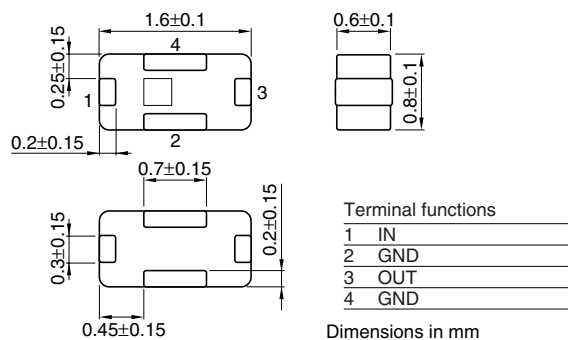 1.6±0.1
0.6±0.1
4
0.25±0.15
1
3
0.8±0.1
2
0.2±0.15
0.7±0.15
0.2±0.15
0.3±0.15
0.45±0.15
Terminal functions
1 IN
2 GND
3 OUT
4 GND
Dimensions in mm